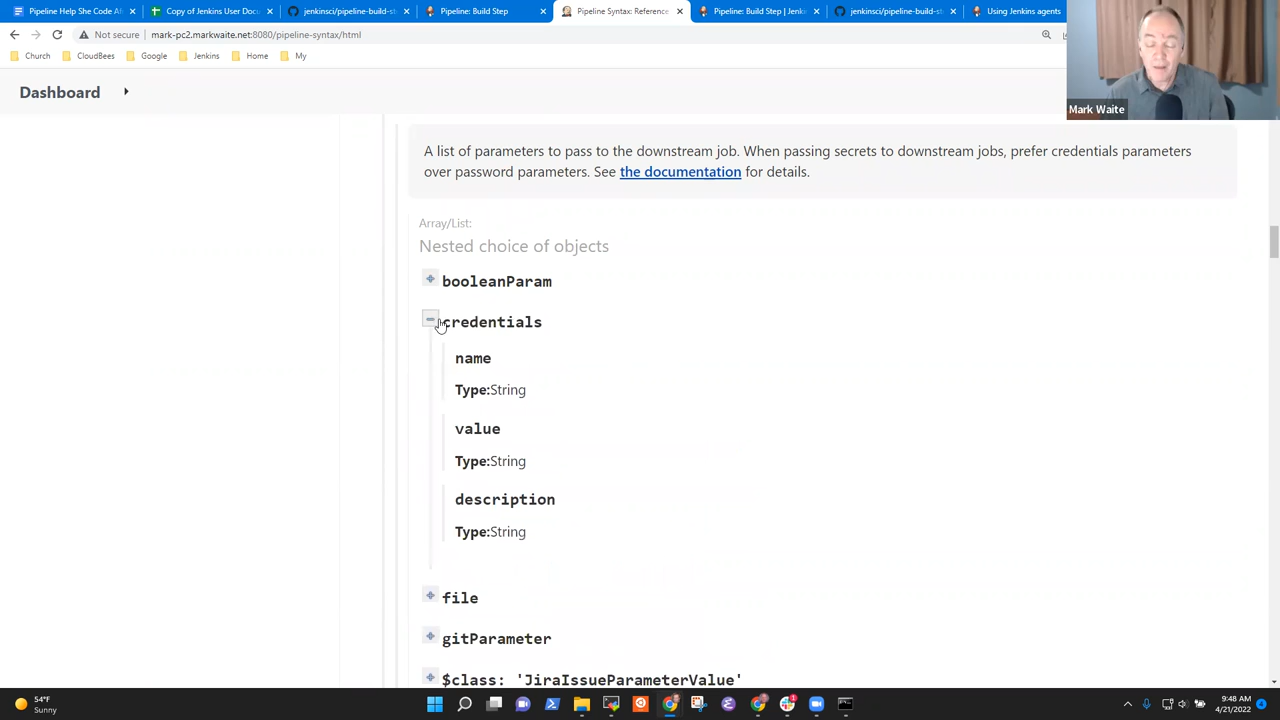 Pipeline Help She Code Af
Copy of Jenkins User Docu
jenkinsci/pipeline-build-st
Pipeline: Build Step
Pipeline Syntax: Reference
Pipeline: Build Step | Jenki
jenkinsci/pipeline-build-st
Using Jenkins agents
Not secure
mark-pc2.markwaite.net:8080/pipeline-syntax/html
Church
CloudBees
Google
Jenkins
Home
My
Dashboard
Mark Waite
A list of parameters to pass to the downstream job. When passing secrets to downstream jobs, prefer credentials parameters
over password parameters. See the documentation for details.
Array/List:
Nested choice of objects
booleanParam
credentials
name
Type:String
value
Type:String
description
Type:String
file
gitParameter
$class: 'JiraIssueParameterValue'
54°F
Sunny
9:48 AM
4/21/2022